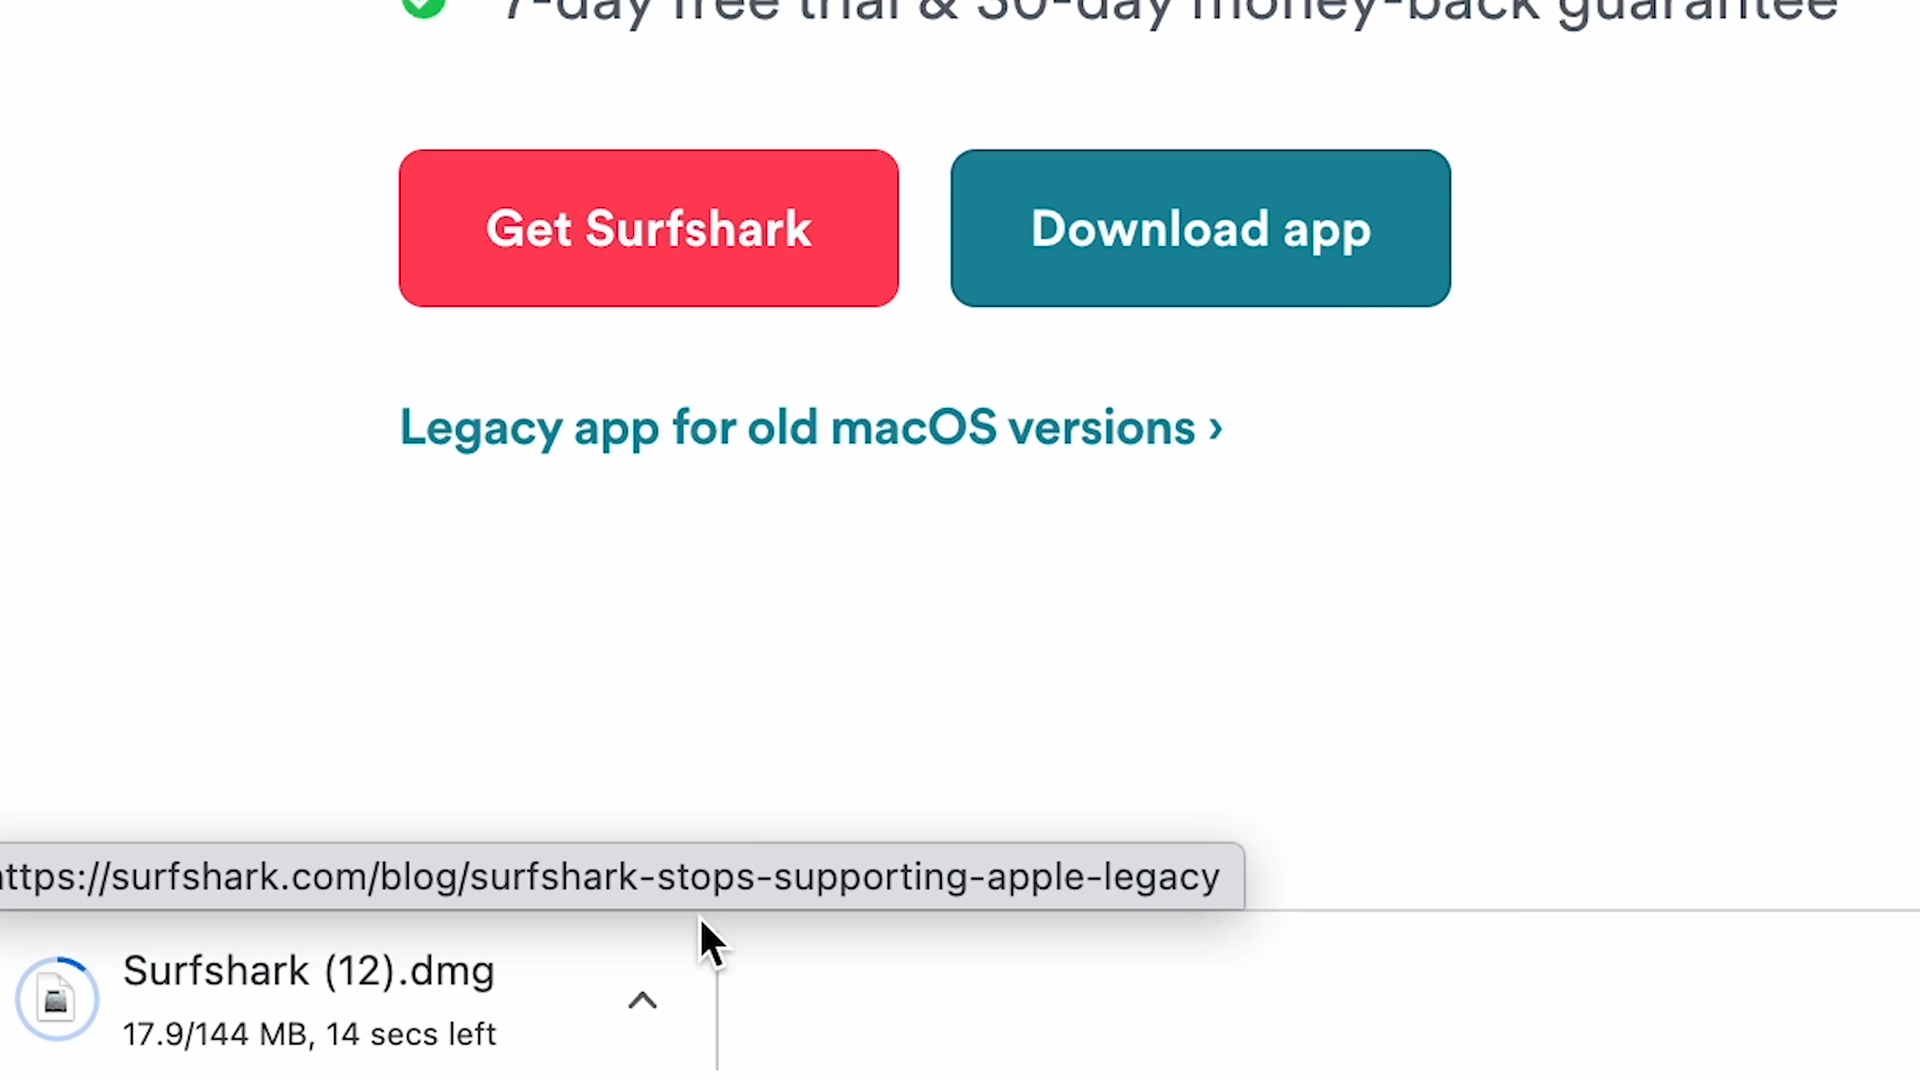 7-day free trial & 30-day money-back guarantee
Get Surfshark
Download app
Legacy app for old macOS versions ›
ttps://surfshark.com/blog/surfshark-stops-supporting-apple-legacy
Surfshark (12).dmg
17.9/144 MB, 14 secs left